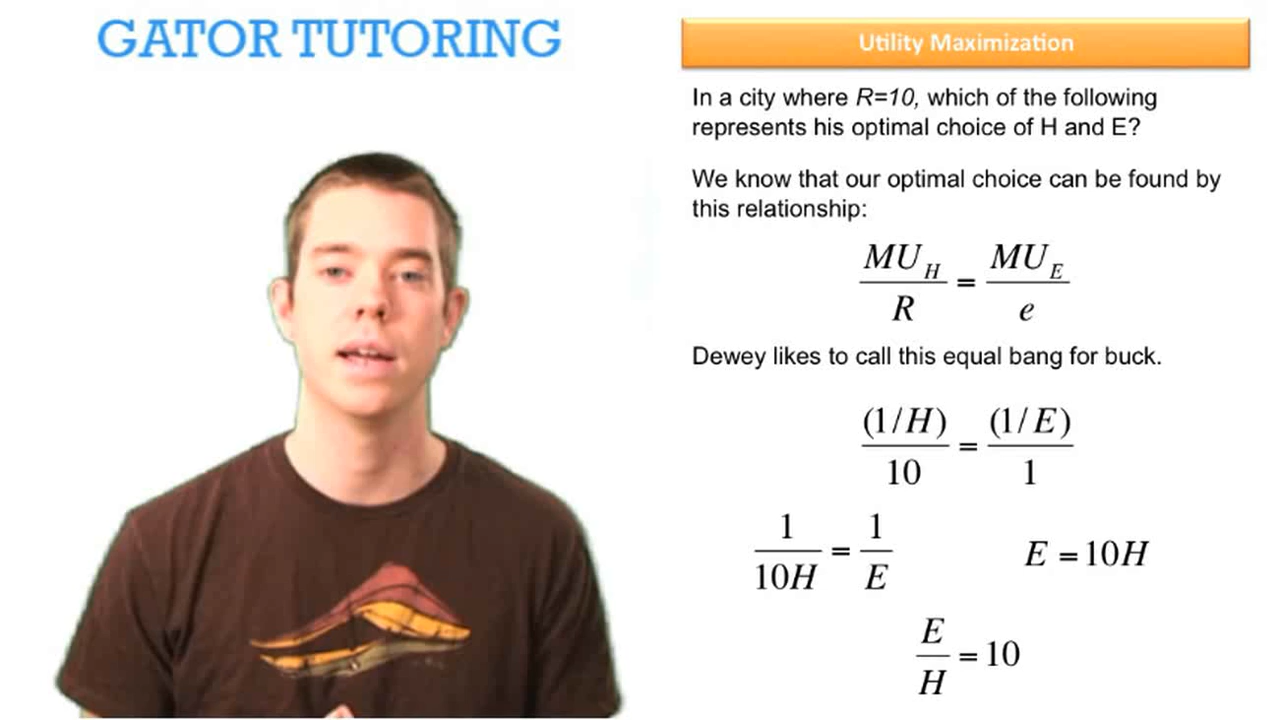 GATOR TUTORING
Utility Maximization
In a city where R=10, which of the following
represents his optimal choice of H and E?
We know that our optimal choice can be found by
this relationship:
MU_H / R = MU_E / e
Dewey likes to call this equal bang for buck.
(1/H) / 10 = (1/E) / 1
1 / 10H = 1 / E
E = 10H
E / H = 10